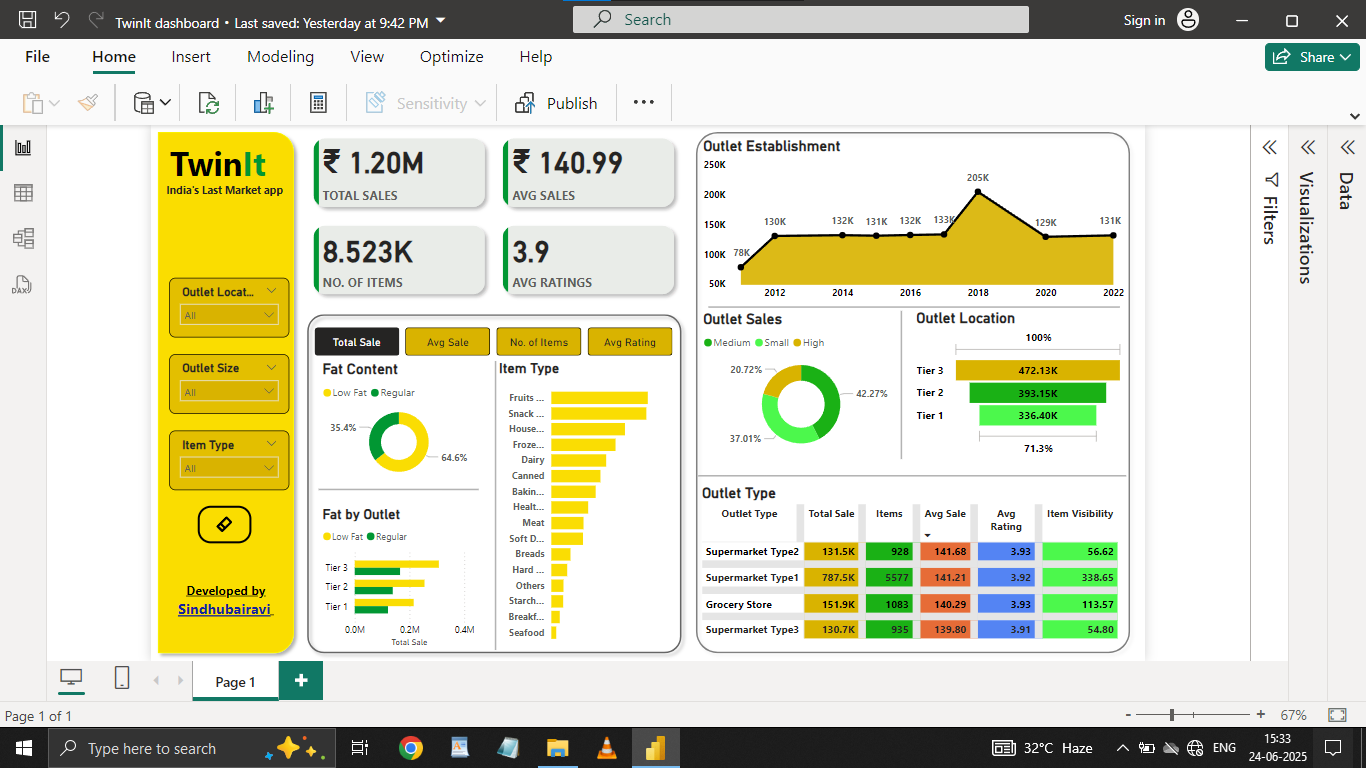 TwinIt dashboard • Last saved: Yesterday at 9:42 PM
Search
Sign in
File Home Insert Modeling View Optimize Help
Share
Sensitivity
Publish
TwinIt
India's Last Market app
Outlet Locat...
All
Outlet Size
All
Item Type
All
Developed by
Sindhubairavi
₹ 1.20M
TOTAL SALES
₹ 140.99
AVG SALES
8.523K
NO. OF ITEMS
3.9
AVG RATINGS
Total Sale
Avg Sale
No. of Items
Avg Rating
Fat Content
Low Fat Regular
35.4%
64.6%
Fat by Outlet
Low Fat Regular
Tier 3
Tier 2
Tier 1
0.0M 0.2M 0.4M
Total Sale
Item Type
Fruits ...
Snack ...
House...
Froze...
Dairy
Canned
Bakin...
Healt...
Meat
Soft D...
Breads
Hard ...
Others
Starch...
Breakf...
Seafood
Outlet Establishment
250K
200K
150K
100K
50K
78K 130K 132K 131K 132K 133K 205K 129K 131K
2012 2014 2016 2018 2020 2022
Outlet Sales
Medium Small High
20.72%
42.27%
37.01%
Outlet Location
100%
Tier 3 472.13K
Tier 2 393.15K
Tier 1 336.40K
71.3%
Outlet Type
Outlet Type Total Sale Items Avg Sale Avg Rating Item Visibility
Supermarket Type2 131.5K 928 141.68 3.93 56.62
Supermarket Type1 787.5K 5577 141.21 3.92 338.65
Grocery Store 151.9K 1083 140.29 3.93 113.57
Supermarket Type3 130.7K 935 139.80 3.91 54.80
Filters
Visualizations
Data
DAX
Page 1
Page 1 of 1
- + 67%
Type here to search
32°C Haze
ENG
15:33
24-06-2025